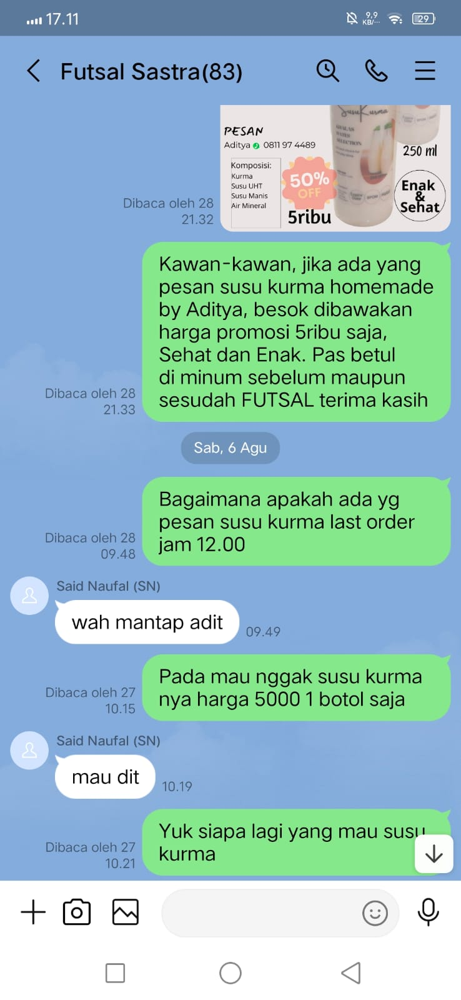 17.11
9,9
KB/...
29
Futsal Sastra(83)
SusuKurma
PESAN
Aditya 0811 97 4489
250 ml
Komposisi:
Kurma
Susu UHT
Susu Manis
Air Mineral
50%
OFF
5ribu
Enak
&
Sehat
Dibaca oleh 28
21.32
Kawan-kawan, jika ada yang
pesan susu kurma homemade
by Aditya, besok dibawakan
harga promosi 5ribu saja,
Sehat dan Enak. Pas betul
di minum sebelum maupun
sesudah FUTSAL terima kasih
Dibaca oleh 28
21.33
Sab, 6 Agu
Bagaimana apakah ada yg
pesan susu kurma last order
jam 12.00
Dibaca oleh 28
09.48
Said Naufal (SN)
wah mantap adit
09.49
Pada mau nggak susu kurma
nya harga 5000 1 botol saja
Dibaca oleh 27
10.15
Said Naufal (SN)
mau dit
10.19
Yuk siapa lagi yang mau susu
kurma
Dibaca oleh 27
10.21